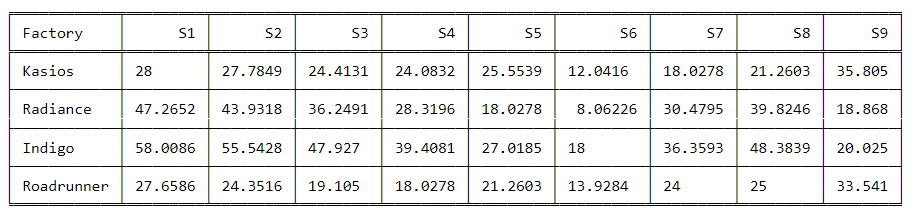 Factory S1 S2 S3 S4 S5 S6 S7 S8 S9
Kasios 28 27.7849 24.4131 24.0832 25.5539 12.0416 18.0278 21.2603 35.805
Radiance 47.2652 43.9318 36.2491 28.3196 18.0278 8.06226 30.4795 39.8246 18.868
Indigo 58.0086 55.5428 47.927 39.4081 27.0185 18 36.3593 48.3839 20.025
Roadrunner 27.6586 24.3516 19.105 18.0278 21.2603 13.9284 24 25 33.541